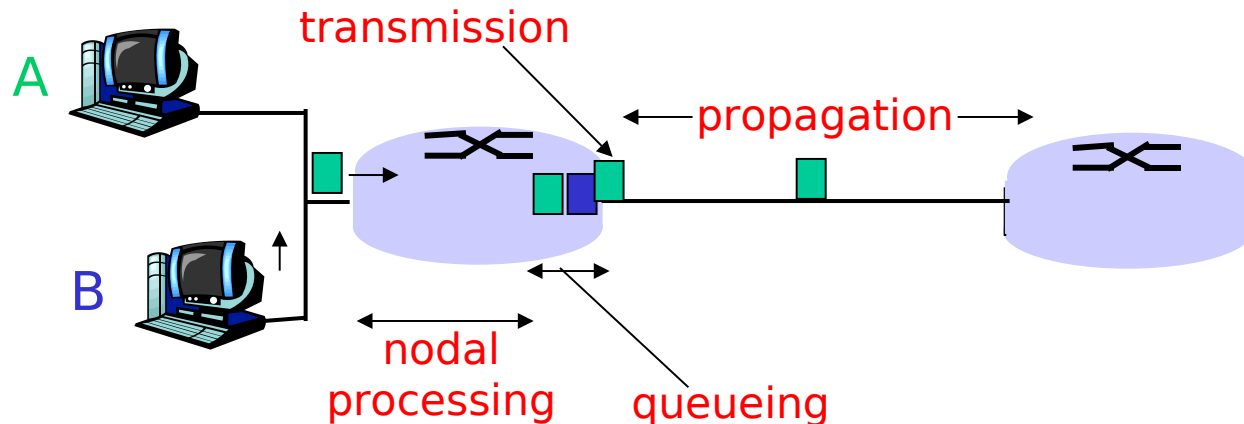 transmission
A
propagation
B
nodal
processing
queueing